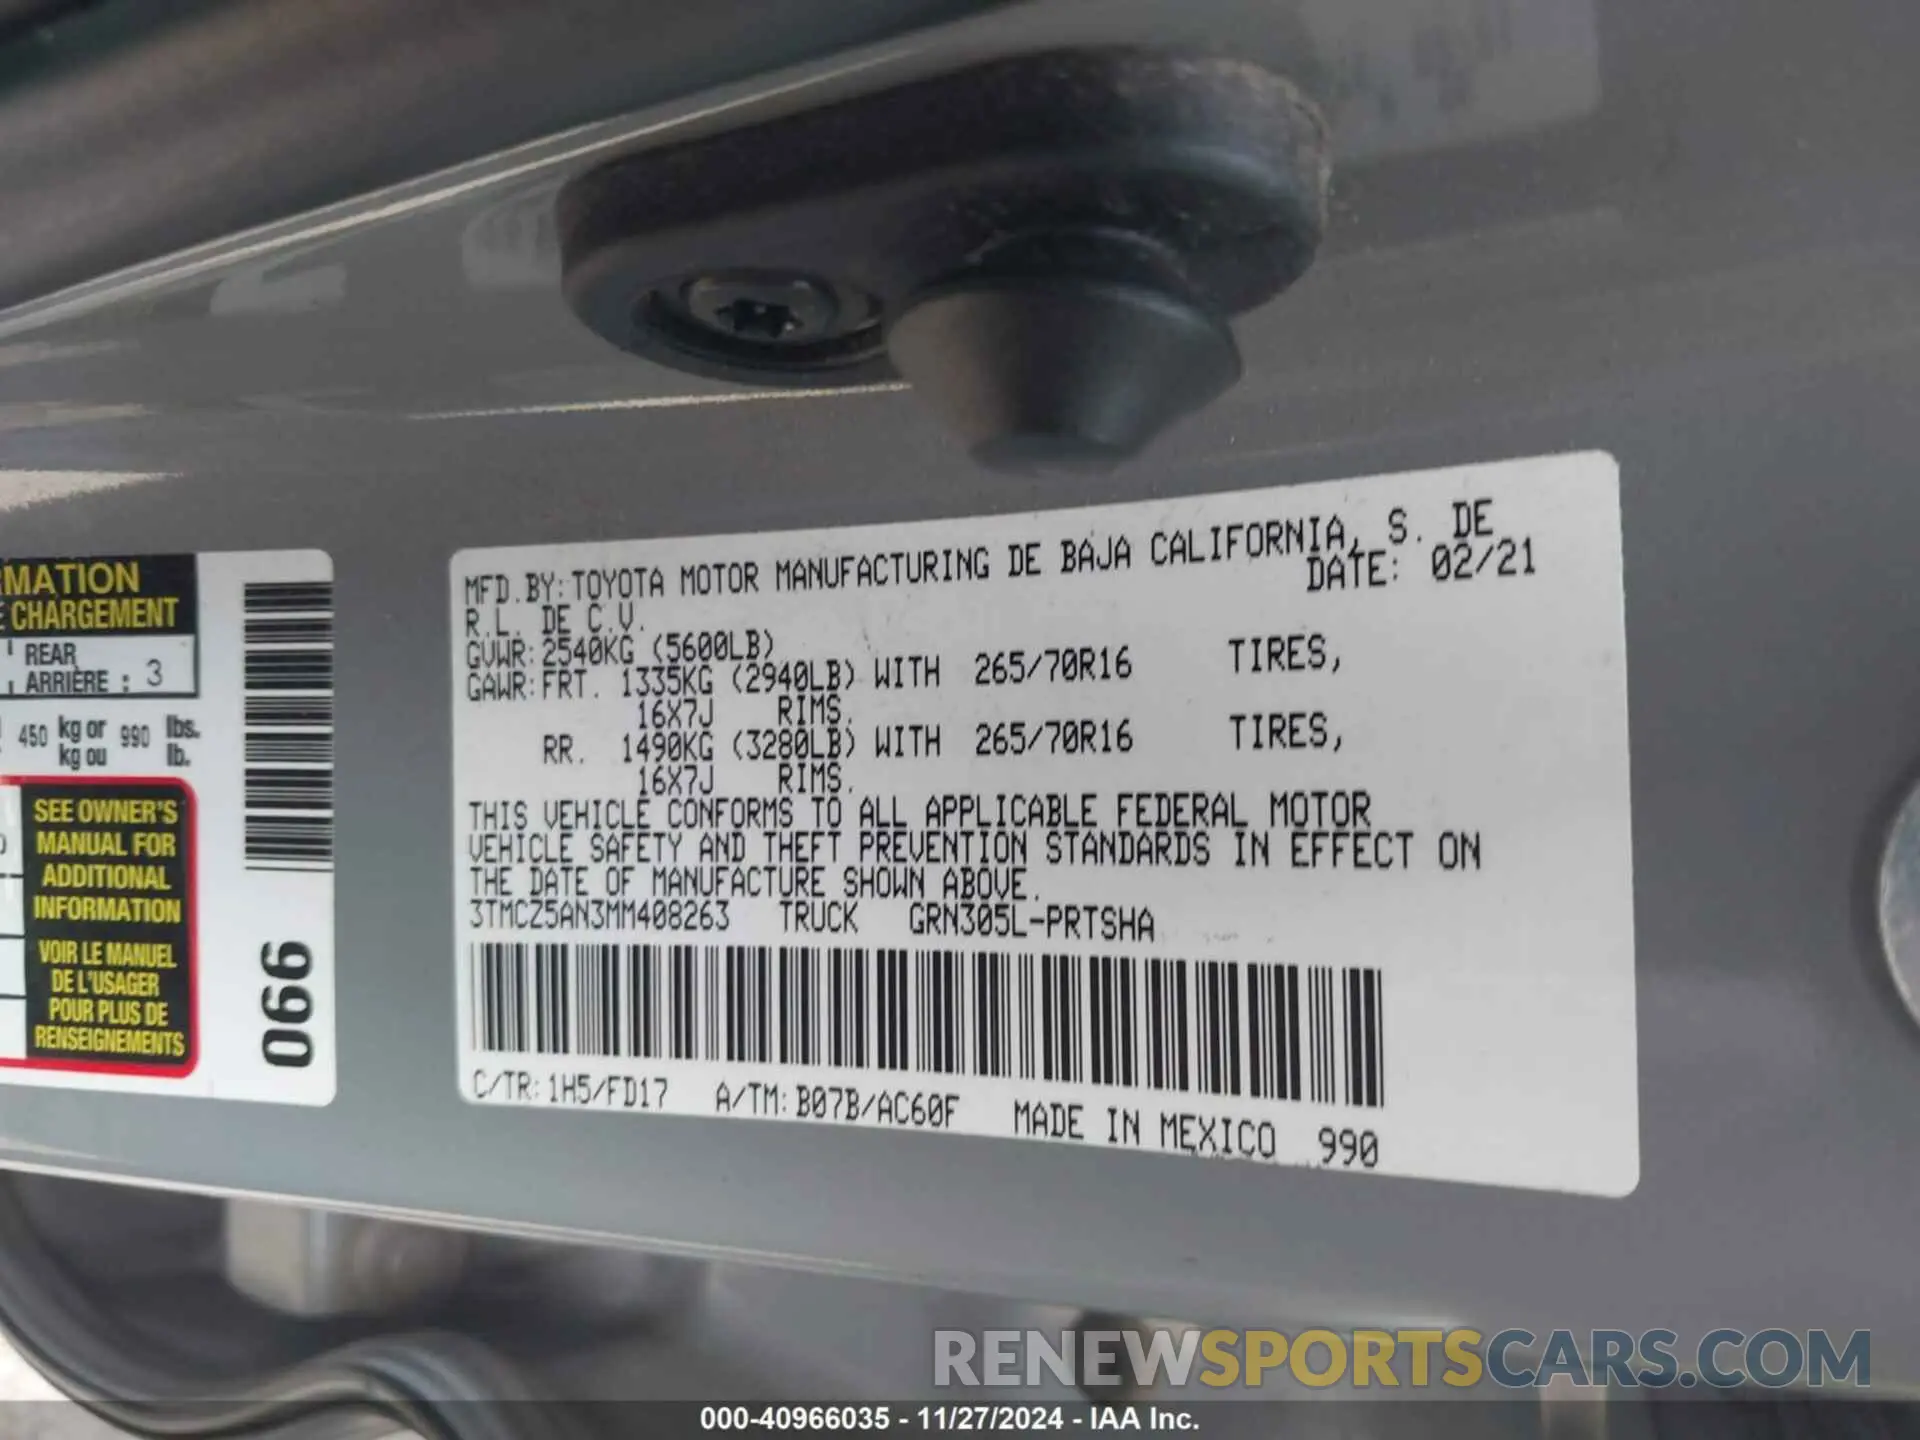 RMATION
E CHARGEMENT
REAR
ARRIÈRE : 3
450 kg or 990 lbs.
kg ou lb.
SEE OWNER'S
MANUAL FOR
ADDITIONAL
INFORMATION
VOIR LE MANUEL
DE L'USAGER
POUR PLUS DE
RENSEIGNEMENTS
990
MFD.BY:TOYOTA MOTOR MANUFACTURING DE BAJA CALIFORNIA, S. DE
R.L. DE C.V. DATE: 02/21
GVWR:2540KG (5600LB)
GAWR:FRT. 1335KG (2940LB) WITH 265/70R16 TIRES,
16X7J RIMS.
RR. 1490KG (3280LB) WITH 265/70R16 TIRES,
16X7J RIMS.
THIS VEHICLE CONFORMS TO ALL APPLICABLE FEDERAL MOTOR
VEHICLE SAFETY AND THEFT PREVENTION STANDARDS IN EFFECT ON
THE DATE OF MANUFACTURE SHOWN ABOVE.
3TMCZ5AN3MM408263 TRUCK GRN305L-PRTSHA
C/TR:1H5/FD17 A/TM:B07B/AC60F MADE IN MEXICO 990
RENEWSPORTSCARS.COM
000-40966035 - 11/27/2024 - IAA Inc.